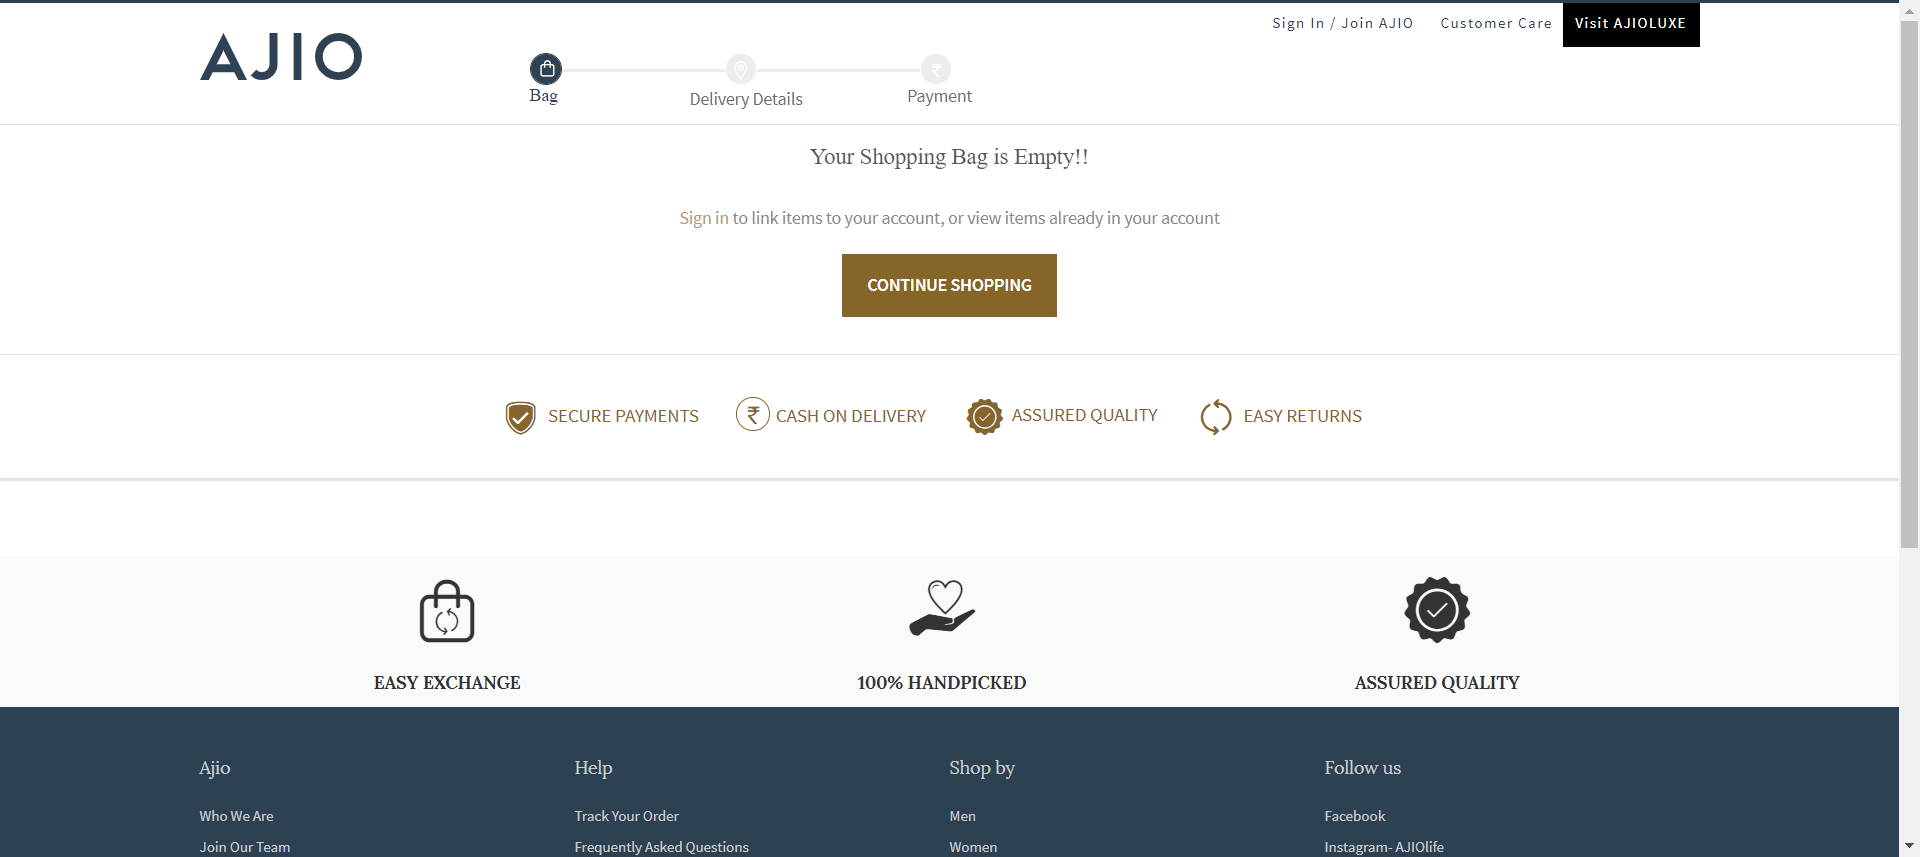 Sign In / Join AJIO
Customer Care
Visit AJIOLUXE
AJIO
Bag
Delivery Details
₹
Payment
Your Shopping Bag is Empty!!
Sign in to link items to your account, or view items already in your account
CONTINUE SHOPPING
SECURE PAYMENTS
₹ CASH ON DELIVERY
ASSURED QUALITY
EASY RETURNS
EASY EXCHANGE
100% HANDPICKED
ASSURED QUALITY
Ajio
Who We Are
Join Our Team
Help
Track Your Order
Frequently Asked Questions
Shop by
Men
Women
Follow us
Facebook
Instagram- AJIOlife